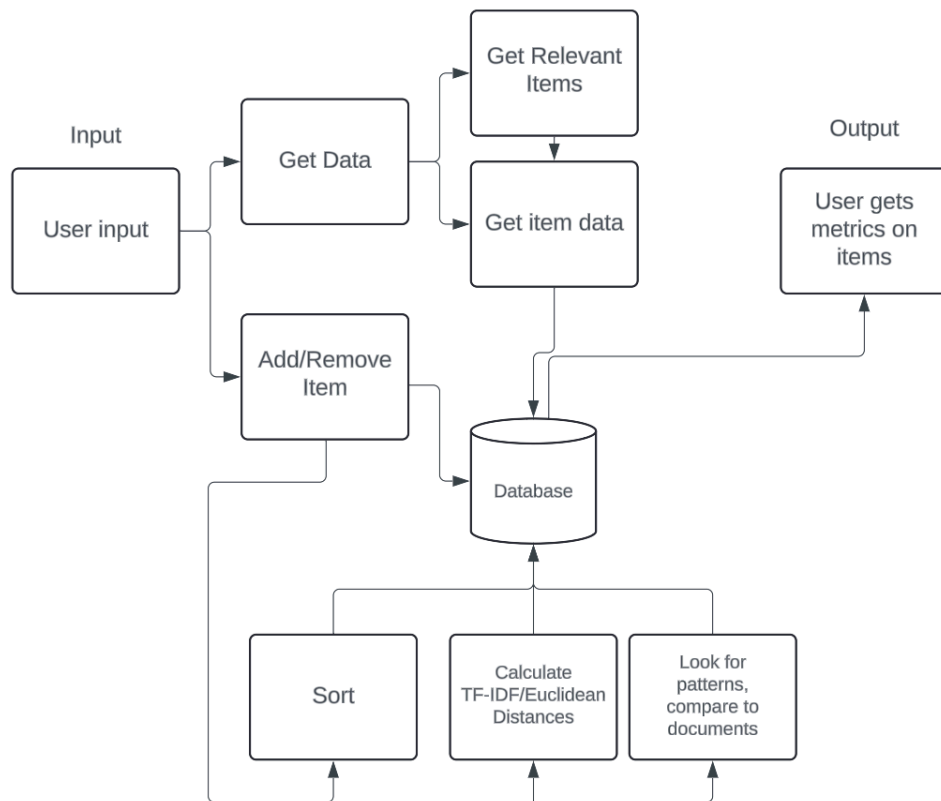 Input
User input
Get Data
Add/Remove
Item
Get Relevant
Items
Get item data
Database
Output
User gets
metrics on
items
Sort
Calculate
TF-IDF/Euclidean
Distances
Look for
patterns,
compare to
documents